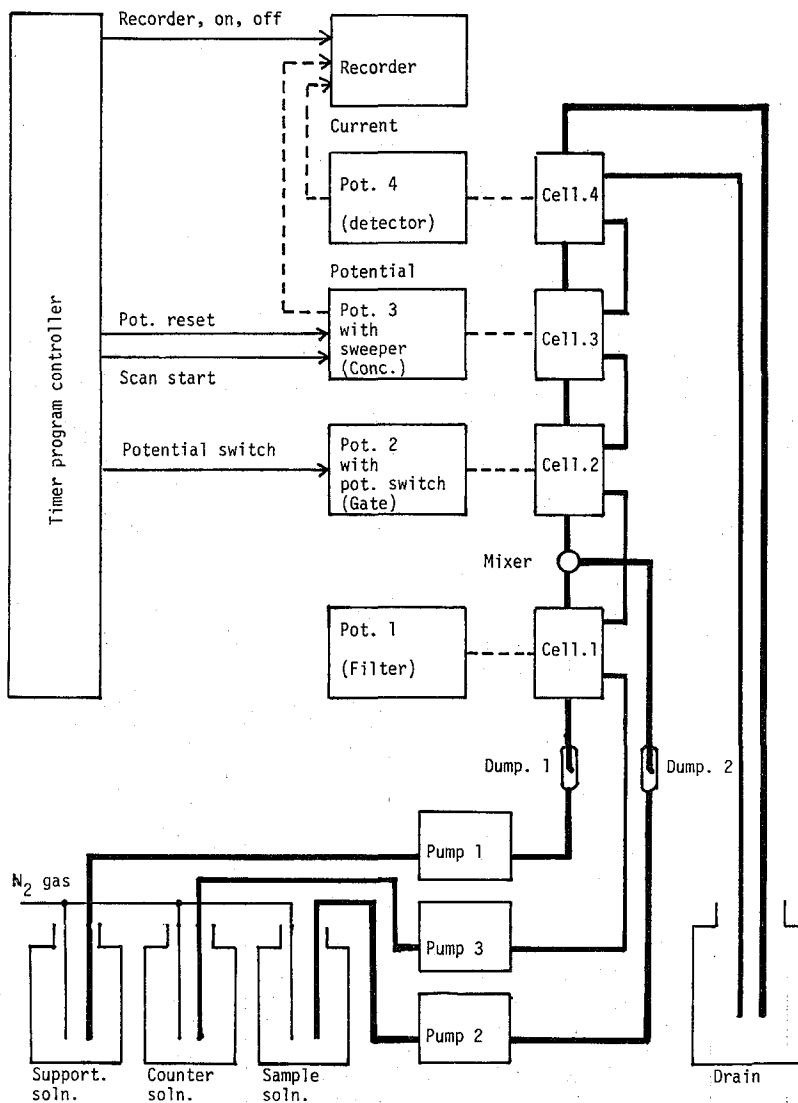 Recorder, on, off
Recorder
Current
Pot. 4
(detector)
Cell.4
Potential
Timer program controller
Pot. reset
Pot. 3
with
sweeper
(Conc.)
Cell.3
Scan start
Potential switch
Pot. 2
with
pot. switch
(Gate)
Cell.2
Mixer
Pot. 1
(Filter)
Cell.1
Dump. 1
Dump. 2
Pump 1
N2 gas
Pump 3
Pump 2
Support.
soln.
Counter
soln.
Sample
soln.
Drain